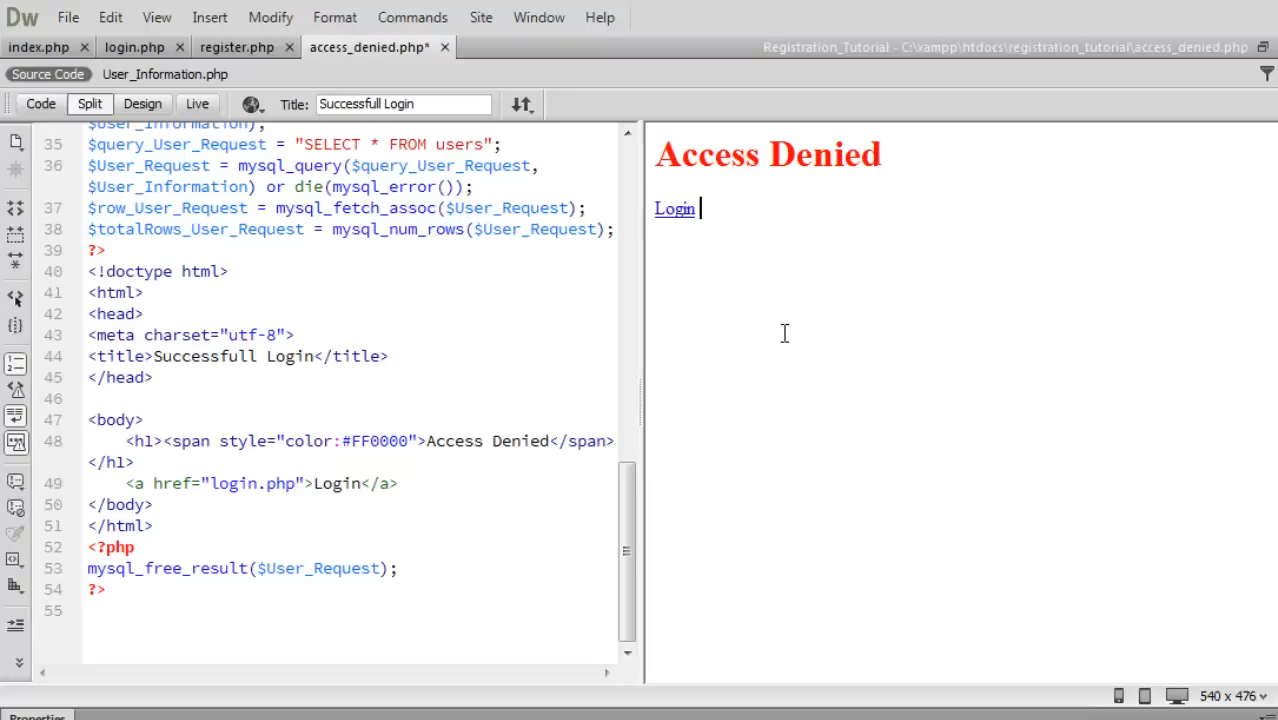 Dw File Edit View Insert Modify Format Commands Site Window Help
index.php × login.php × register.php × access_denied.php* × Registration_Tutorial - C:\xampp\htdocs\registration_tutorial\access_denied.php
Source Code User_Information.php
Code Split Design Live Title: Successfull Login
$User_Information);
35 $query_User_Request = "SELECT * FROM users";
36 $User_Request = mysql_query($query_User_Request,
$User_Information) or die(mysql_error());
37 $row_User_Request = mysql_fetch_assoc($User_Request);
38 $totalRows_User_Request = mysql_num_rows($User_Request);
39 ?>
40 <!doctype html>
41 <html>
42 <head>
43 <meta charset="utf-8">
44 <title>Successfull Login</title>
45 </head>
46
47 <body>
48 <h1><span style="color:#FF0000">Access Denied</span>
</h1>
49 <a href="login.php">Login</a>
50 </body>
51 </html>
52 <?php
53 mysql_free_result($User_Request);
54 ?>
55
Access Denied
Login
540 x 476
Properties